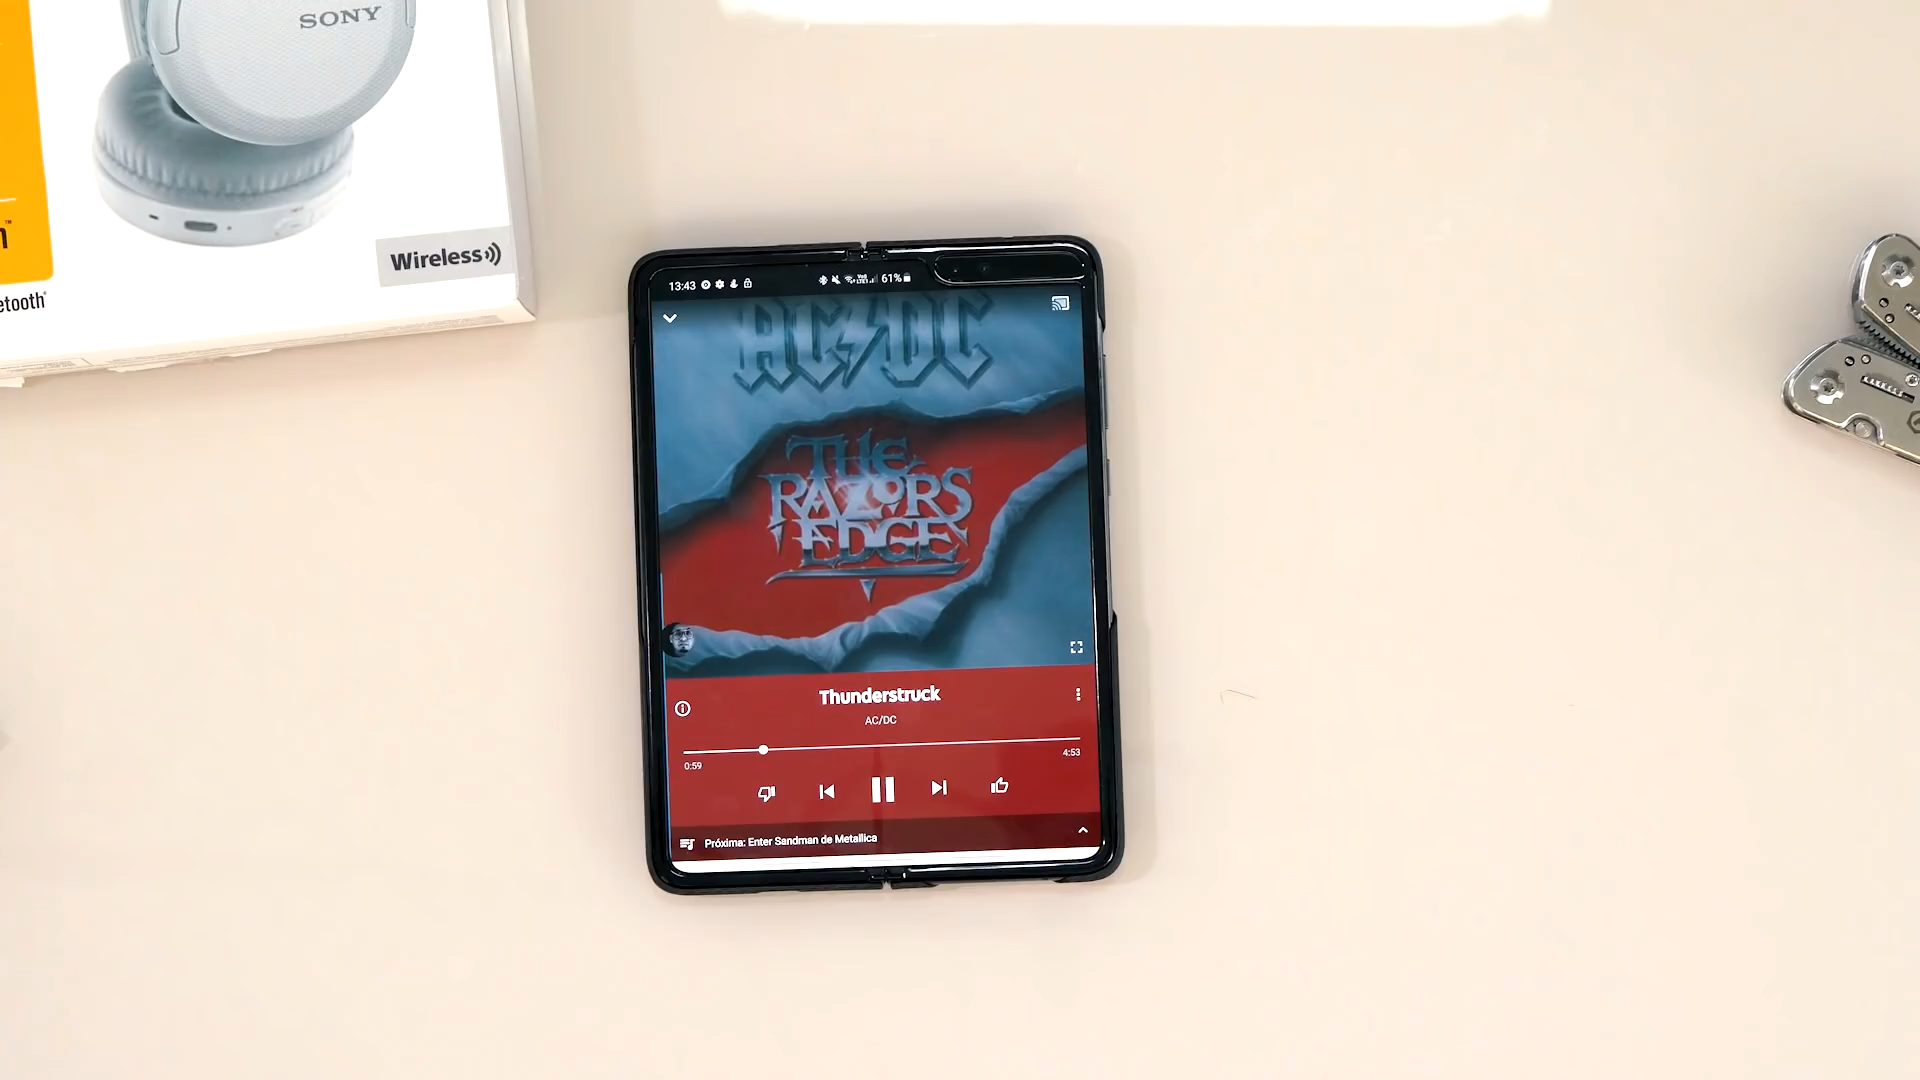 SONY
Wireless
etooth
13:43
61%
AC/DC
THE
RAZORS
EDGE
Thunderstruck
AC/DC
0:59
4:53
Próxima: Enter Sandman de Metallica